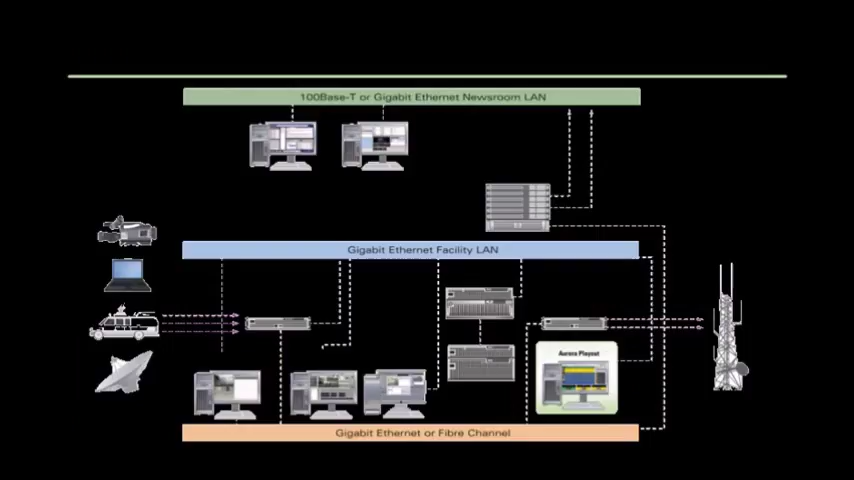 100Base-T or Gigabit Ethernet Newsroom LAN
Gigabit Ethernet Facility LAN
Aurora Playout
Gigabit Ethernet or Fibre Channel